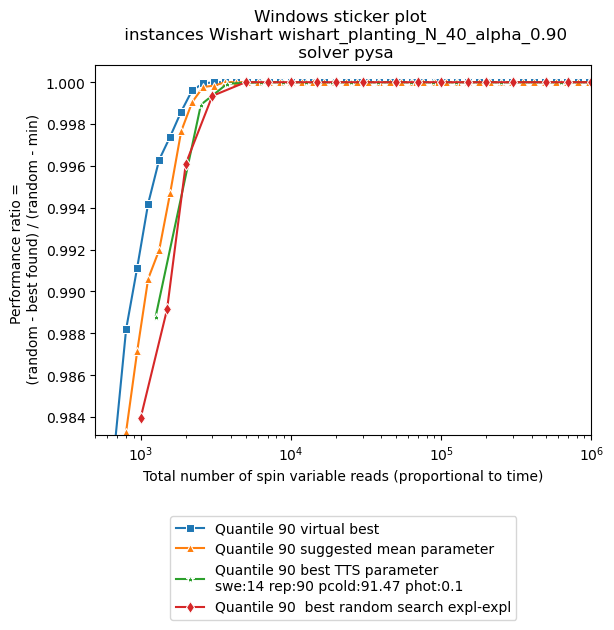 Windows sticker plot
instances Wishart wishart_planting_N_40_alpha_0.90
solver pysa
Performance ratio =
(random - best found) / (random - min)
1.000
0.998
0.996
0.994
0.992
0.990
0.988
0.986
0.984
10³ 10⁴ 10⁵ 10⁶
Total number of spin variable reads (proportional to time)
Quantile 90 virtual best
Quantile 90 suggested mean parameter
Quantile 90 best TTS parameter
swe:14 rep:90 pcold:91.47 phot:0.1
Quantile 90  best random search expl-expl